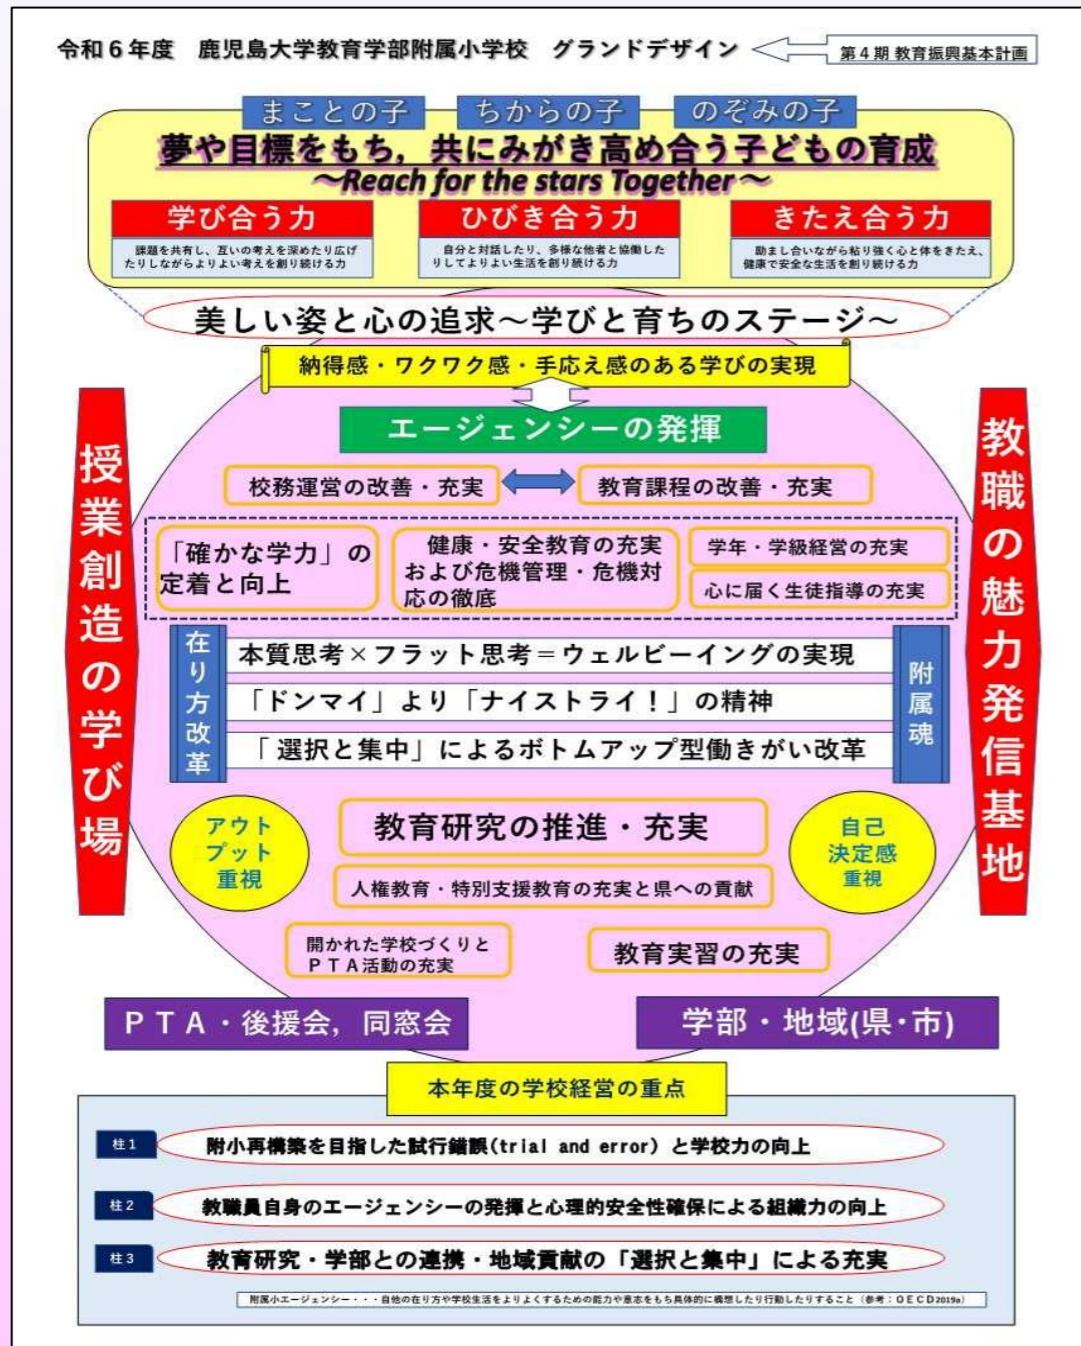 令和６年度　鹿児島大学教育学部附属小学校　グランドデザイン
第４期 教育振興基本計画
まことの子
ちからの子
のぞみの子
夢や目標をもち，共にみがき高め合う子どもの育成
～Reach for the stars Together～
学び合う力
課題を共有し、互いの考えを深めたり広げ
たりしながらよりよい考えを創り続ける力
ひびき合う力
自分と対話したり、多様な他者と協働した
りしてよりよい生活を創り続ける力
きたえ合う力
励まし合いながら粘り強く心と体をきたえ、
健康で安全な生活を創り続ける力
美しい姿と心の追求～学びと育ちのステージ～
納得感・ワクワク感・手応え感のある学びの実現
エージェンシーの発揮
授業創造の学び場
教職の魅力発信基地
校務運営の改善・充実
教育課程の改善・充実
「確かな学力」の
定着と向上
健康・安全教育の充実
および危機管理・危機対
応の徹底
学年・学級経営の充実
心に届く生徒指導の充実
在り方改革
附属魂
本質思考×フラット思考＝ウェルビーイングの実現
「ドンマイ」より「ナイストライ！」の精神
「 選択と集中」によるボトムアップ型働きがい改革
アウト
プット
重視
教育研究の推進・充実
自己
決定感
重視
人権教育・特別支援教育の充実と県への貢献
開かれた学校づくりと
ＰＴＡ活動の充実
教育実習の充実
ＰＴＡ・後援会，同窓会
学部・地域(県・市)
本年度の学校経営の重点
柱１
附小再構築を目指した試行錯誤(trial and error) と学校力の向上
柱２
教職員自身のエージェンシーの発揮と心理的安全性確保による組織力の向上
柱３
教育研究・学部との連携・地域貢献の「選択と集中」による充実
附属小エージェンシー・・・自他の在り方や学校生活をよりよくするための能力や意志をもち具体的に構想したり行動したりすること（参考：ＯＥＣＤ2019a）